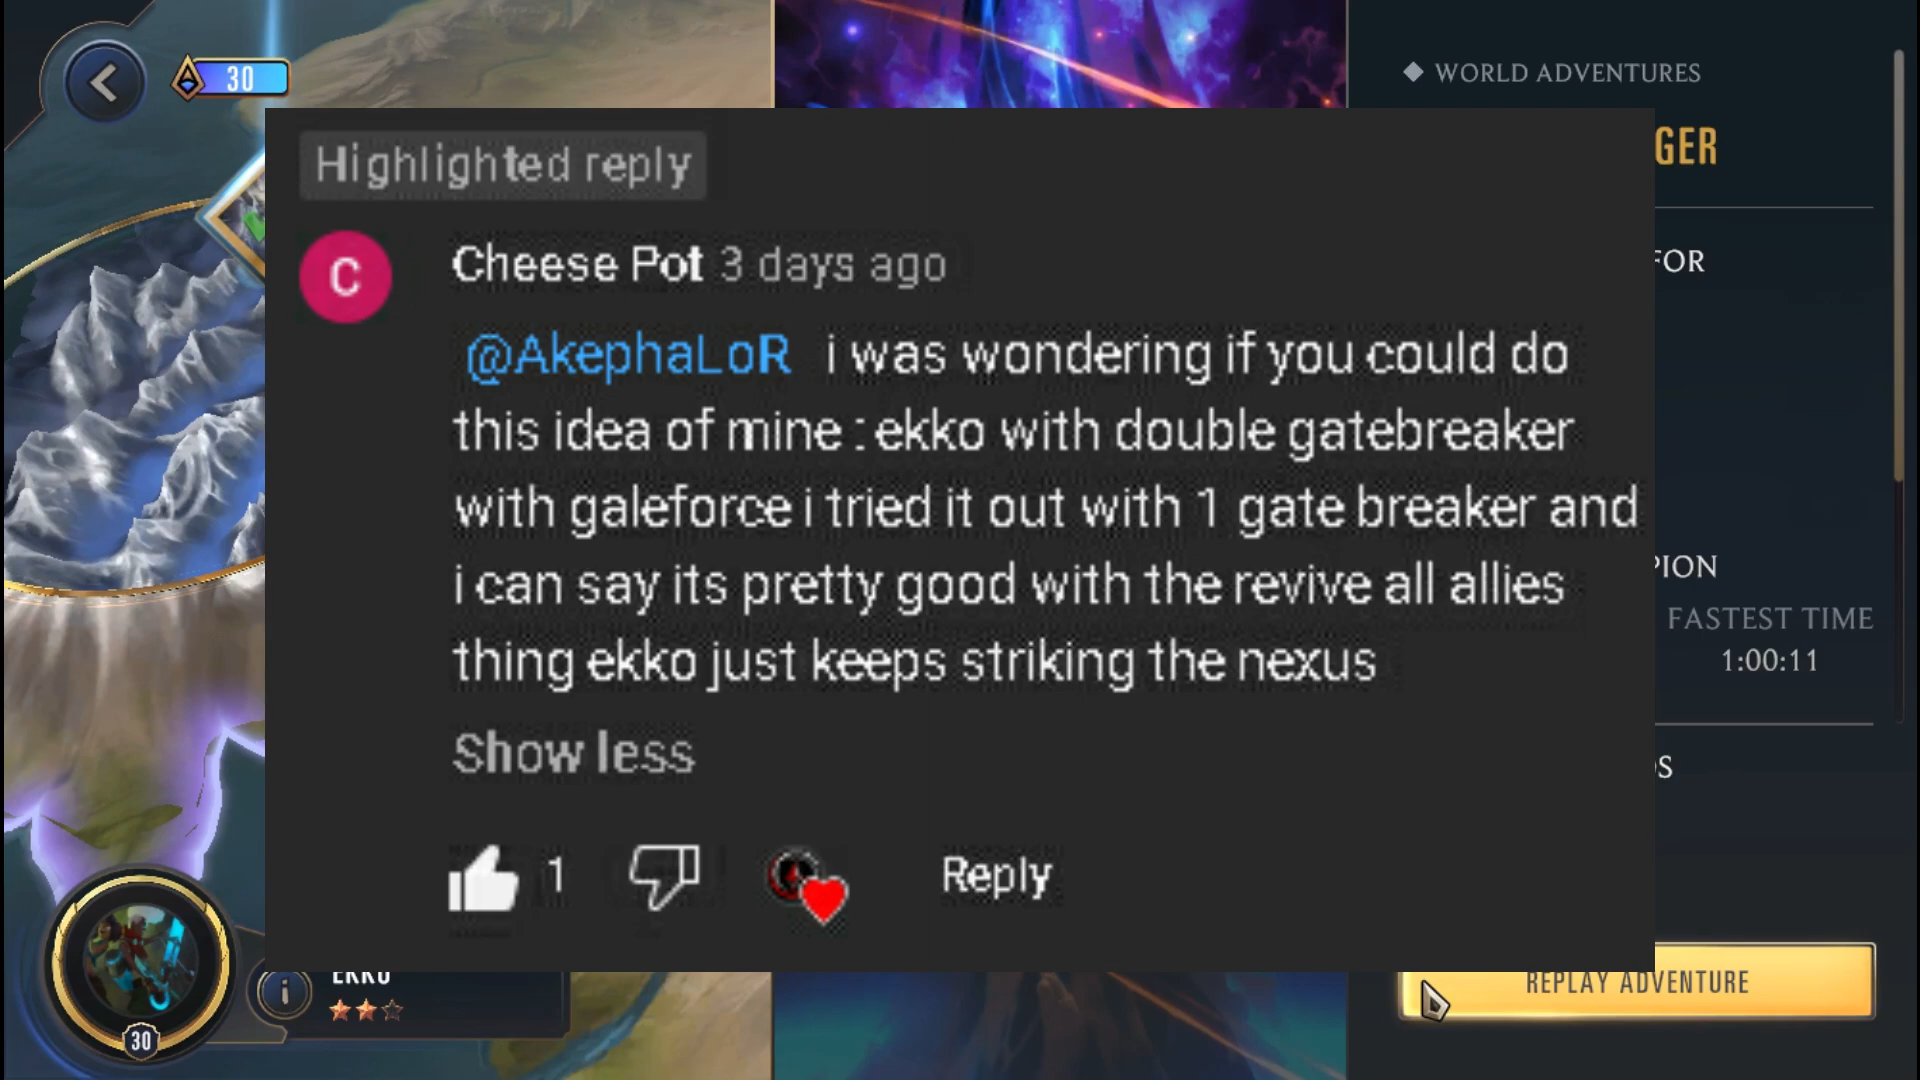 30
WORLD ADVENTURES
GER
FOR
PION
FASTEST TIME
1:00:11
Highlighted reply
C
Cheese Pot 3 days ago
@AkephaLoR i was wondering if you could do
this idea of mine : ekko with double gatebreaker
with galeforce i tried it out with 1 gate breaker and
i can say its pretty good with the revive all allies
thing ekko just keeps striking the nexus
Show less
1
Reply
EKKO
i
30
REPLAY ADVENTURE